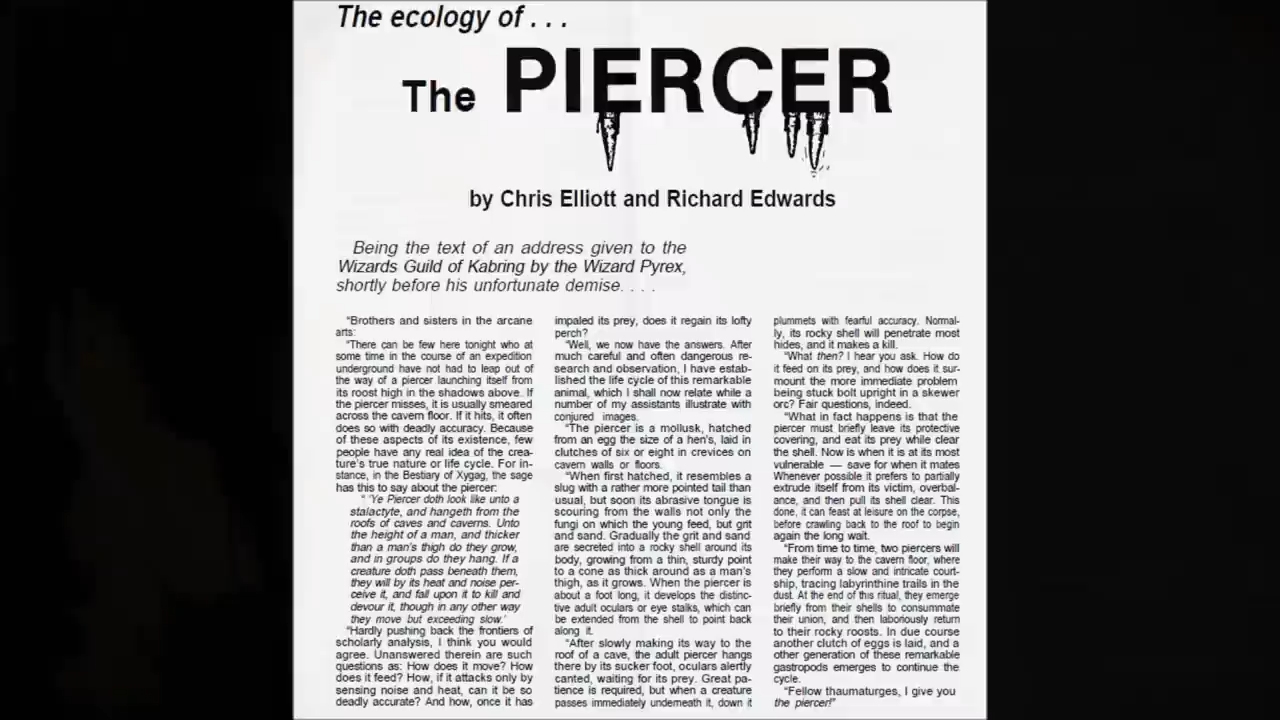 The ecology of . . .
The PIERCER
by Chris Elliott and Richard Edwards
Being the text of an address given to the
Wizards Guild of Kabring by the Wizard Pyrex,
shortly before his unfortunate demise. . . .
“Brothers and sisters in the arcane
arts:
“There can be few here tonight who at
some time in the course of an expedition
underground have not had to leap out of
the way of a piercer launching itself from
its roost high in the shadows above. If
the piercer misses, it is usually smeared
across the cavern floor. If it hits, it often
does so with deadly accuracy. Because
of these aspects of its existence, few
people have any real idea of the crea-
ture's true nature or life cycle. For in-
stance, in the Bestiary of Xygag, the sage
has this to say about the piercer:
“ ‘Ye Piercer doth look like unto a
stalactyte, and hangeth from the
roofs of caves and caverns. Unto
the height of a man, and thicker
than a man's thigh do they grow,
and in groups do they hang. If a
creature doth pass beneath them,
they will by its heat and noise per-
ceive it, and fall upon it to kill and
devour it, though in any other way
they move but exceeding slow.’
“Hardly pushing back the frontiers of
scholarly analysis, I think you would
agree. Unanswered therein are such
questions as: How does it move? How
does it feed? How, if it attacks only by
sensing noise and heat, can it be so
deadly accurate? And how, once it has
impaled its prey, does it regain its lofty
perch?
“Well, we now have the answers. After
much careful and often dangerous re-
search and observation, I have estab-
lished the life cycle of this remarkable
animal, which I shall now relate while a
number of my assistants illustrate with
conjured images.
“The piercer is a mollusk, hatched
from an egg the size of a hen's, laid in
clutches of six or eight in crevices on
cavern walls or floors.
“When first hatched, it resembles a
slug with a rather more pointed tail than
usual, but soon its abrasive tongue is
scouring from the walls not only the
fungi on which the young feed, but grit
and sand. Gradually the grit and sand
are secreted into a rocky shell around its
body, growing from a thin, sturdy point
to a cone as thick around as a man's
thigh, as it grows. When the piercer is
about a foot long, it develops the distinc-
tive adult oculars or eye stalks, which can
be extended from the shell to point back
along it.
“After slowly making its way to the
roof of a cave, the adult piercer hangs
there by its sucker foot, oculars alertly
canted, waiting for its prey. Great pa-
tience is required, but when a creature
passes immediately underneath it, down it
plummets with fearful accuracy. Normal-
ly, its rocky shell will penetrate most
hides, and it makes a kill.
“What then? I hear you ask. How do
it feed on its prey, and how does it sur-
mount the more immediate problem
being stuck bolt upright in a skewer
orc? Fair questions, indeed.
“What in fact happens is that the
piercer must briefly leave its protective
covering, and eat its prey while clear
the shell. Now is when it is at its most
vulnerable — save for when it mates
Whenever possible it prefers to partially
extrude itself from its victim, overbal-
ance, and then pull its shell clear. This
done, it can feast at leisure on the corpse,
before crawling back to the roof to begin
again the long wait.
“From time to time, two piercers will
make their way to the cavern floor, where
they perform a slow and intricate court-
ship, tracing labyrinthine trails in the
dust. At the end of this ritual, they emerge
briefly from their shells to consummate
their union, and then laboriously return
to their rocky roosts. In due course
another clutch of eggs is laid, and a
other generation of these remarkable
gastropods emerges to continue the
cycle.
“Fellow thaumaturges, I give you
the piercer!”